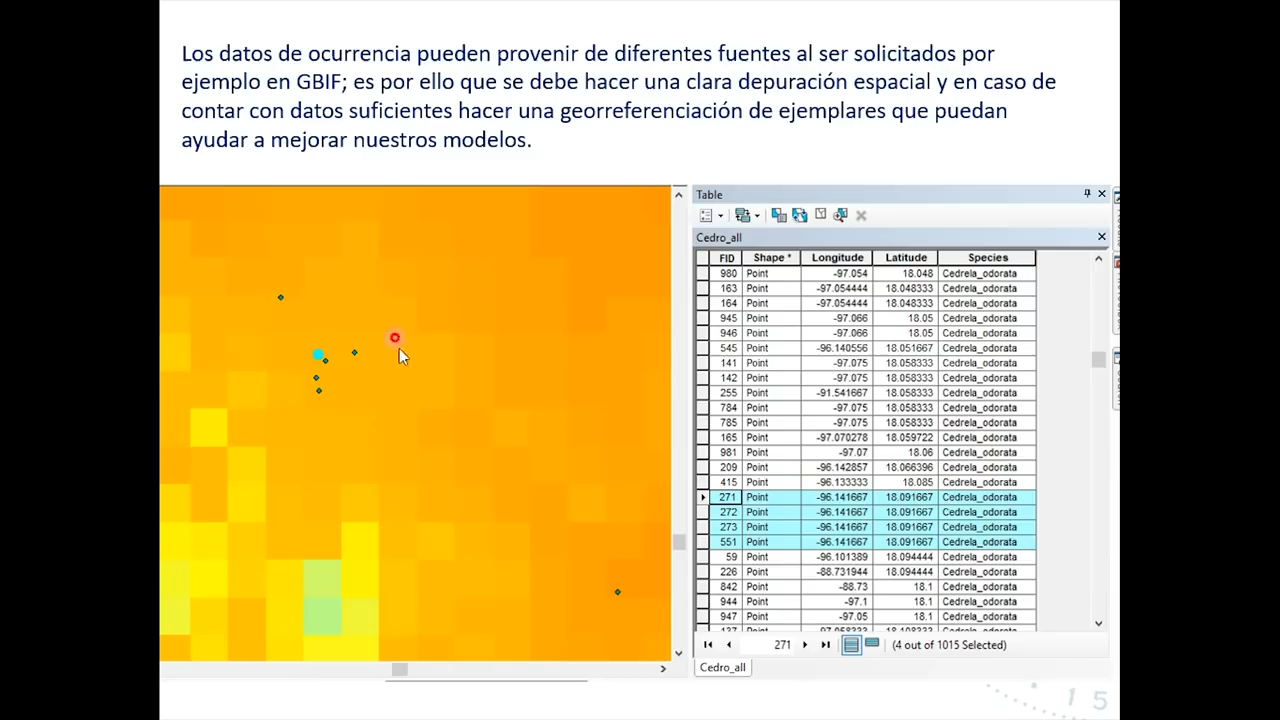 Los datos de ocurrencia pueden provenir de diferentes fuentes al ser solicitados por
ejemplo en GBIF; es por ello que se debe hacer una clara depuración espacial y en caso de
contar con datos suficientes hacer una georreferenciación de ejemplares que puedan
ayudar a mejorar nuestros modelos.
Table
Cedro_all
FID Shape * Longitude Latitude Species
980 Point -97.054 18.048 Cedrela_odorata
163 Point -97.054444 18.048333 Cedrela_odorata
164 Point -97.054444 18.048333 Cedrela_odorata
945 Point -97.066 18.05 Cedrela_odorata
946 Point -97.066 18.05 Cedrela_odorata
545 Point -96.140556 18.051667 Cedrela_odorata
141 Point -97.075 18.058333 Cedrela_odorata
142 Point -97.075 18.058333 Cedrela_odorata
255 Point -91.541667 18.058333 Cedrela_odorata
784 Point -97.075 18.058333 Cedrela_odorata
785 Point -97.075 18.058333 Cedrela_odorata
165 Point -97.070278 18.059722 Cedrela_odorata
981 Point -97.07 18.06 Cedrela_odorata
209 Point -96.142857 18.066396 Cedrela_odorata
415 Point -96.133333 18.085 Cedrela_odorata
271 Point -96.141667 18.091667 Cedrela_odorata
272 Point -96.141667 18.091667 Cedrela_odorata
273 Point -96.141667 18.091667 Cedrela_odorata
551 Point -96.141667 18.091667 Cedrela_odorata
59 Point -96.101389 18.094444 Cedrela_odorata
226 Point -88.731944 18.094444 Cedrela_odorata
842 Point -88.73 18.1 Cedrela_odorata
944 Point -97.1 18.1 Cedrela_odorata
947 Point -97.05 18.1 Cedrela_odorata
137 Point -97.058333 18.108333 Cedrela_odorata
271 (4 out of 1015 Selected)
Cedro_all
15